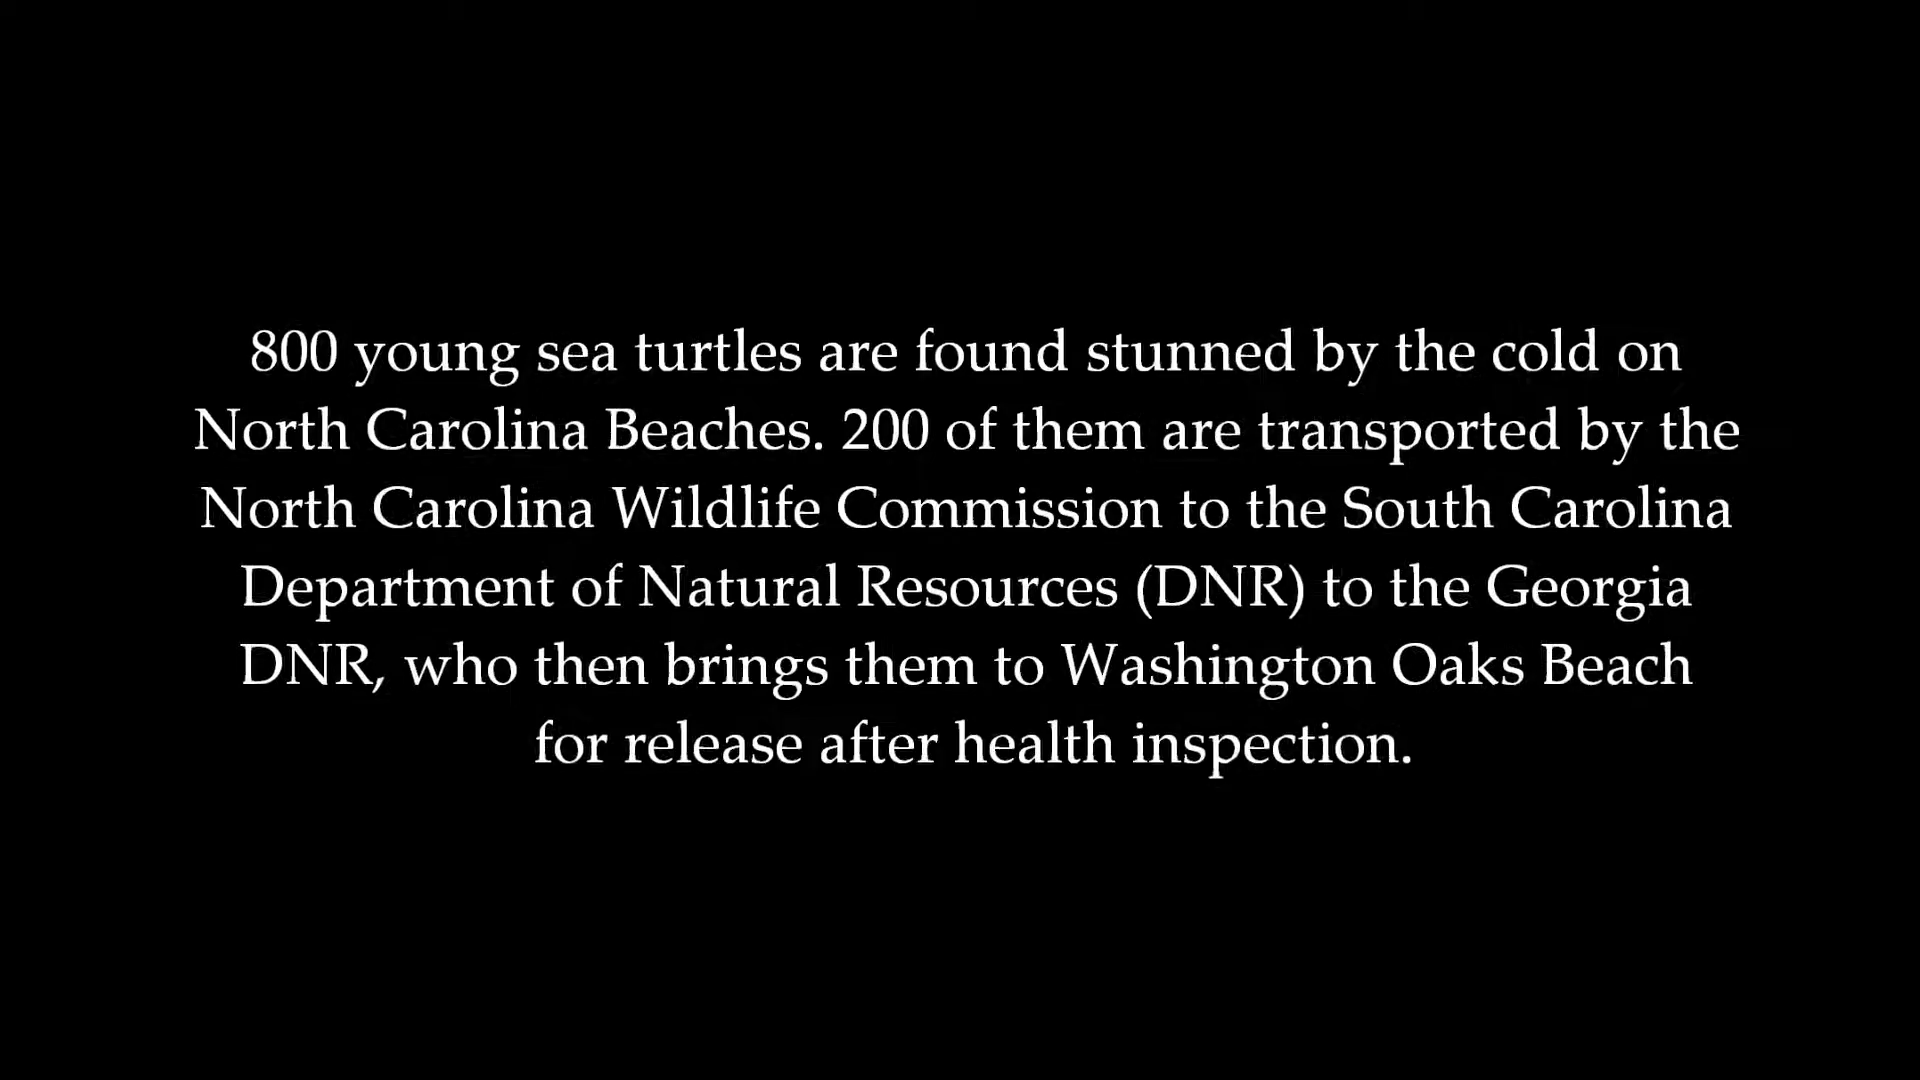 800 young sea turtles are found stunned by the cold on
North Carolina Beaches. 200 of them are transported by the
North Carolina Wildlife Commission to the South Carolina
Department of Natural Resources (DNR) to the Georgia
DNR, who then brings them to Washington Oaks Beach
for release after health inspection.